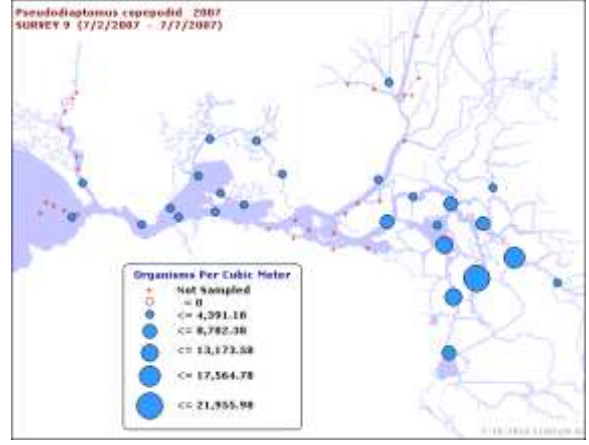 Pseudodiaptomus copepodid 2007
SURVEY 9 (7/2/2007 - 7/7/2007)
Organisms Per Cubic Meter
Not Sampled
= 0
<= 4,391.18
<= 8,782.38
<= 13,173.58
<= 17,564.78
<= 21,955.98